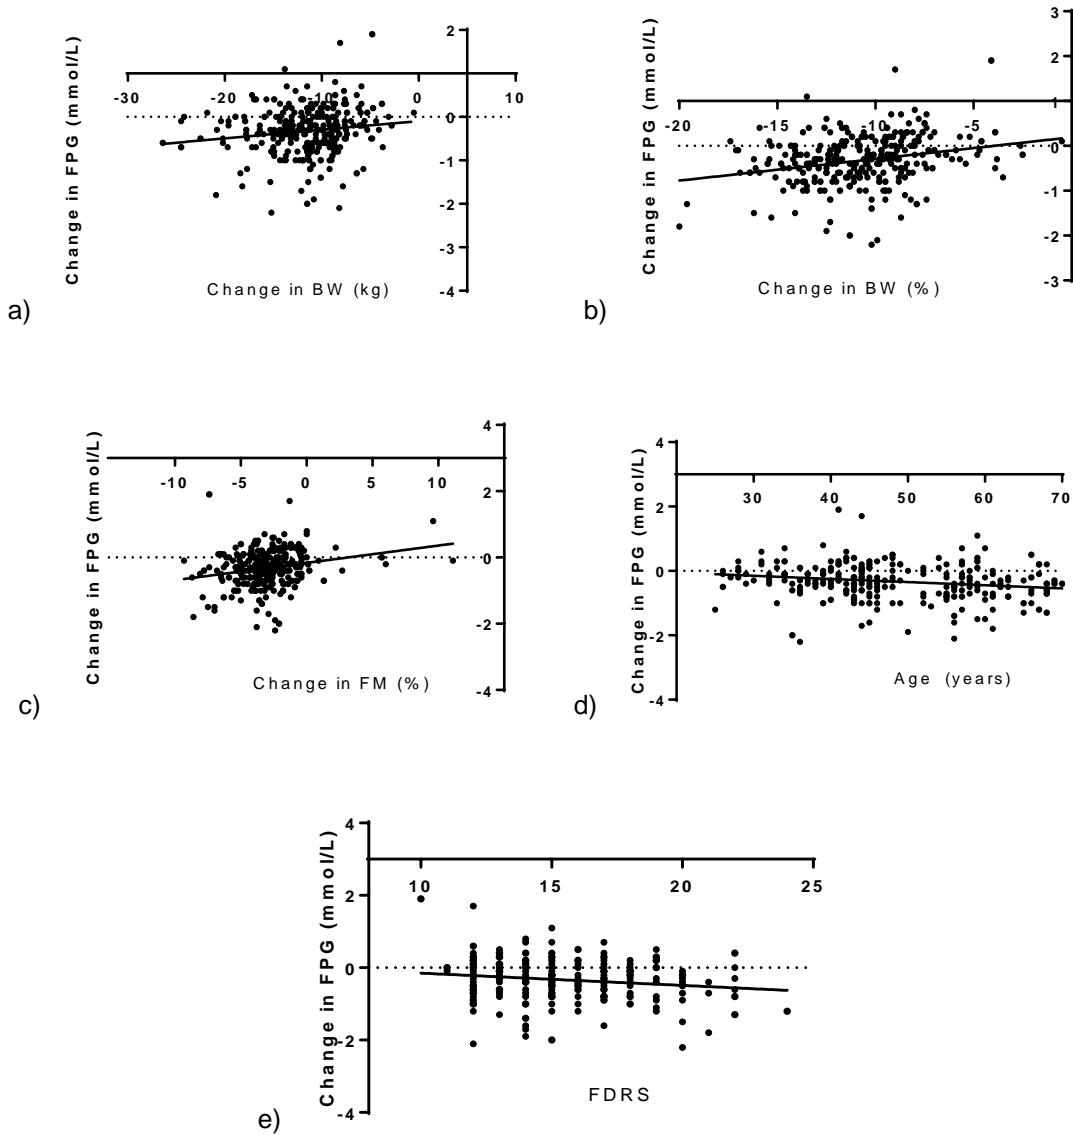 Change in FPG (mmol/L)
2
-30 -20 -10 0 10
0
-1
-2
-3
-4
Change in BW (kg)
a)
Change in FPG (mmol/L)
3
2
1
-20 -15 -10 -5
0
-1
-2
-3
Change in BW (%)
b)
Change in FPG (mmol/L)
4
-10 -5 0 5 10
2
0
-2
-4
Change in FM (%)
c)
Change in FPG (mmol/L)
4
2
30 40 50 60 70
0
-2
-4
Age (years)
d)
Change in FPG (mmol/L)
4
10 15 20 25
2
0
-2
-4
FDRS
e)